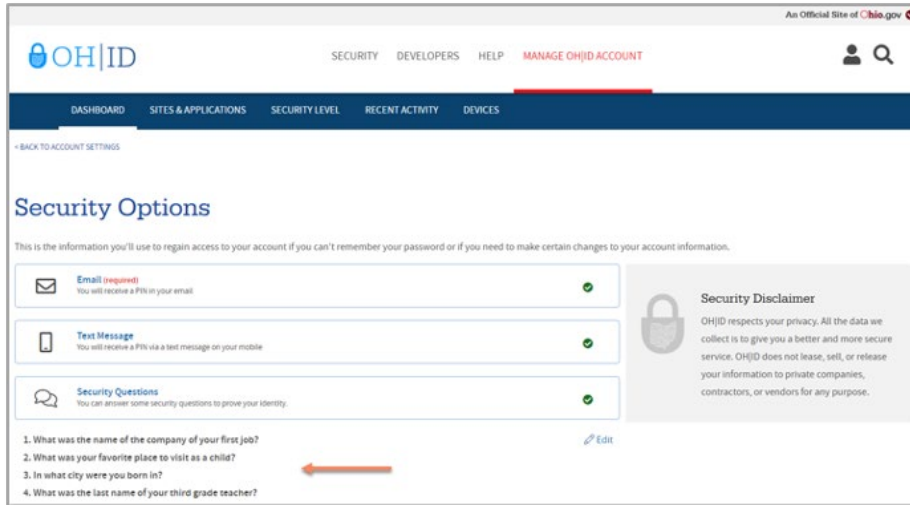 An Official Site of Ohio.gov
OH|ID
SECURITY DEVELOPERS HELP MANAGE OH|ID ACCOUNT
DASHBOARD SITES & APPLICATIONS SECURITY LEVEL RECENT ACTIVITY DEVICES
< BACK TO ACCOUNT SETTINGS
Security Options
This is the information you'll use to regain access to your account if you can't remember your password or if you need to make certain changes to your account information.
Email (required)
You will receive a PIN in your email
Text Message
You will receive a PIN via a text message on your mobile
Security Questions
You can answer some security questions to prove your identity.
1. What was the name of the company of your first job?
Edit
2. What was your favorite place to visit as a child?
3. In what city were you born in?
4. What was the last name of your third grade teacher?
Security Disclaimer
OH|ID respects your privacy. All the data we
collect is to give you a better and more secure
service. OH|ID does not lease, sell, or release
your information to private companies,
contractors, or vendors for any purpose.